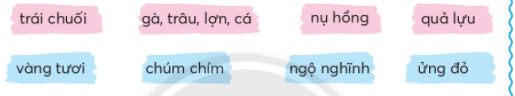 trái chuối gà, trâu, lợn, cá nụ hồng quả lựu
vàng tươi chúm chím ngộ nghĩnh ửng đỏ